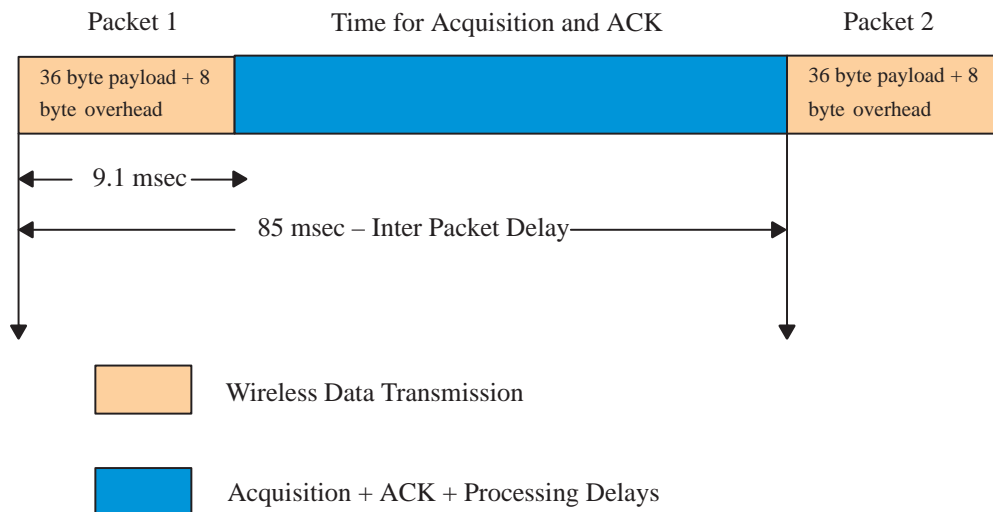 Packet 1
Time for Acquisition and ACK
Packet 2
36 byte payload + 8
byte overhead
36 byte payload + 8
byte overhead
9.1 msec
85 msec – Inter Packet Delay
Wireless Data Transmission
Acquisition + ACK + Processing Delays